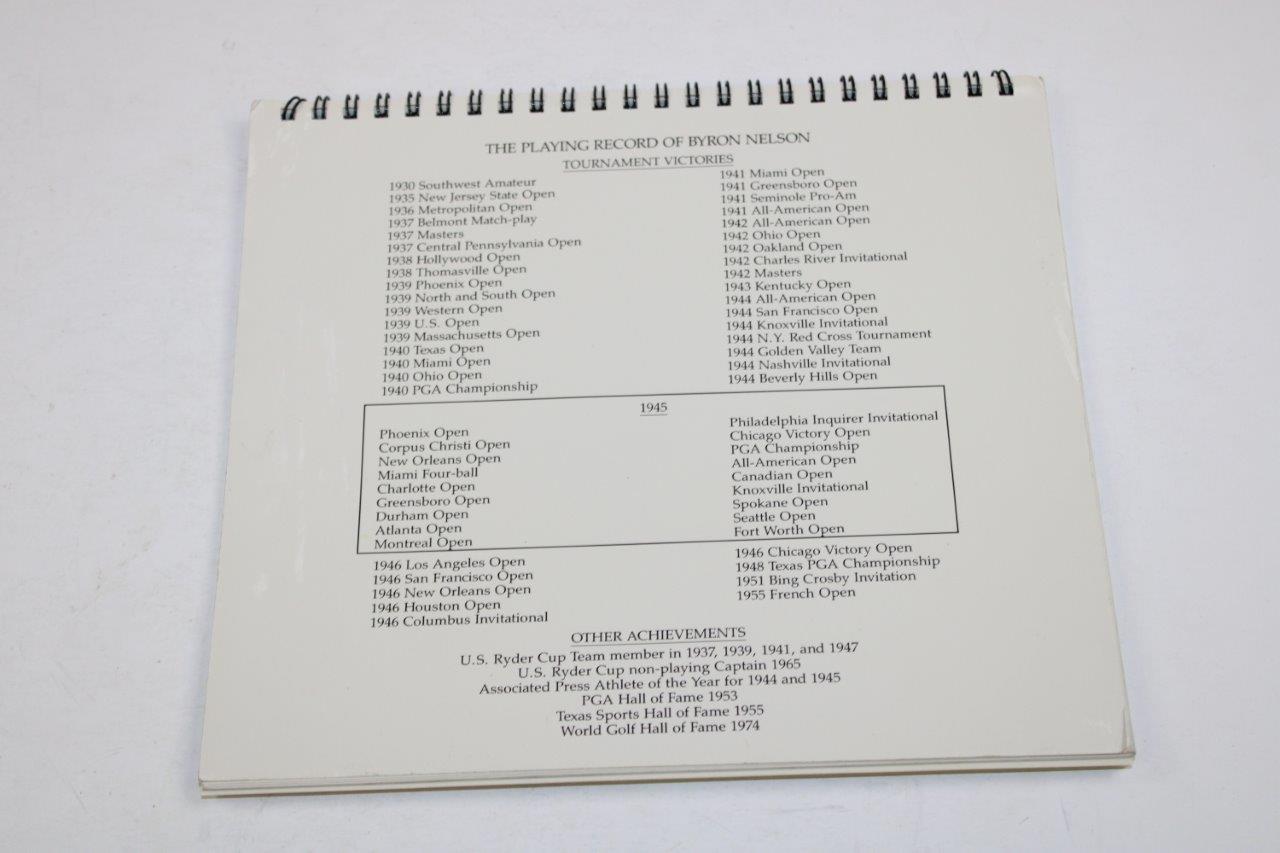 THE PLAYING RECORD OF BYRON NELSON
TOURNAMENT VICTORIES
1930 Southwest Amateur
1935 New Jersey State Open
1936 Metropolitan Open
1937 Belmont Match-play
1937 Masters
1937 Central Pennsylvania Open
1938 Hollywood Open
1938 Thomasville Open
1939 Phoenix Open
1939 North and South Open
1939 Western Open
1939 U.S. Open
1939 Massachusetts Open
1940 Texas Open
1940 Miami Open
1940 Ohio Open
1940 PGA Championship
1941 Miami Open
1941 Greensboro Open
1941 Seminole Pro-Am
1941 All-American Open
1942 All-American Open
1942 Ohio Open
1942 Oakland Open
1942 Charles River Invitational
1942 Masters
1943 Kentucky Open
1944 All-American Open
1944 San Francisco Open
1944 Knoxville Invitational
1944 N.Y. Red Cross Tournament
1944 Golden Valley Team
1944 Nashville Invitational
1944 Beverly Hills Open
1945
Phoenix Open
Corpus Christi Open
New Orleans Open
Miami Four-ball
Charlotte Open
Greensboro Open
Durham Open
Atlanta Open
Montreal Open
Philadelphia Inquirer Invitational
Chicago Victory Open
PGA Championship
All-American Open
Canadian Open
Knoxville Invitational
Spokane Open
Seattle Open
Fort Worth Open
1946 Los Angeles Open
1946 San Francisco Open
1946 New Orleans Open
1946 Houston Open
1946 Columbus Invitational
1946 Chicago Victory Open
1948 Texas PGA Championship
1951 Bing Crosby Invitation
1955 French Open
OTHER ACHIEVEMENTS
U.S. Ryder Cup Team member in 1937, 1939, 1941, and 1947
U.S. Ryder Cup non-playing Captain 1965
Associated Press Athlete of the Year for 1944 and 1945
PGA Hall of Fame 1953
Texas Sports Hall of Fame 1955
World Golf Hall of Fame 1974